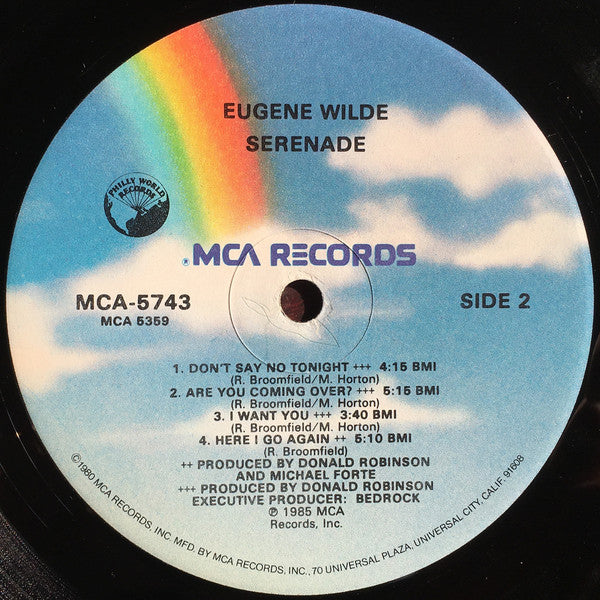 EUGENE WILDE
SERENADE
PHILLY WORLD
RECORDS
® MCA RECORDS
MCA-5743
MCA 5359
SIDE 2
1. DON'T SAY NO TONIGHT +++ 4:15 BMI
(R. Broomfield/M. Horton)
2. ARE YOU COMING OVER? +++ 5:15 BMI
(R. Broomfield/M. Horton)
3. I WANT YOU +++ 3:40 BMI
(R. Broomfield/M. Horton)
4. HERE I GO AGAIN ++ 5:10 BMI
(R. Broomfield)
++ PRODUCED BY DONALD ROBINSON
AND MICHAEL FORTE
+++ PRODUCED BY DONALD ROBINSON
EXECUTIVE PRODUCER: BEDROCK
℗ 1985 MCA
Records, Inc.
©1980 MCA RECORDS, INC. MFD. BY MCA RECORDS, INC., 70 UNIVERSAL PLAZA, UNIVERSAL CITY, CALIF. 91608